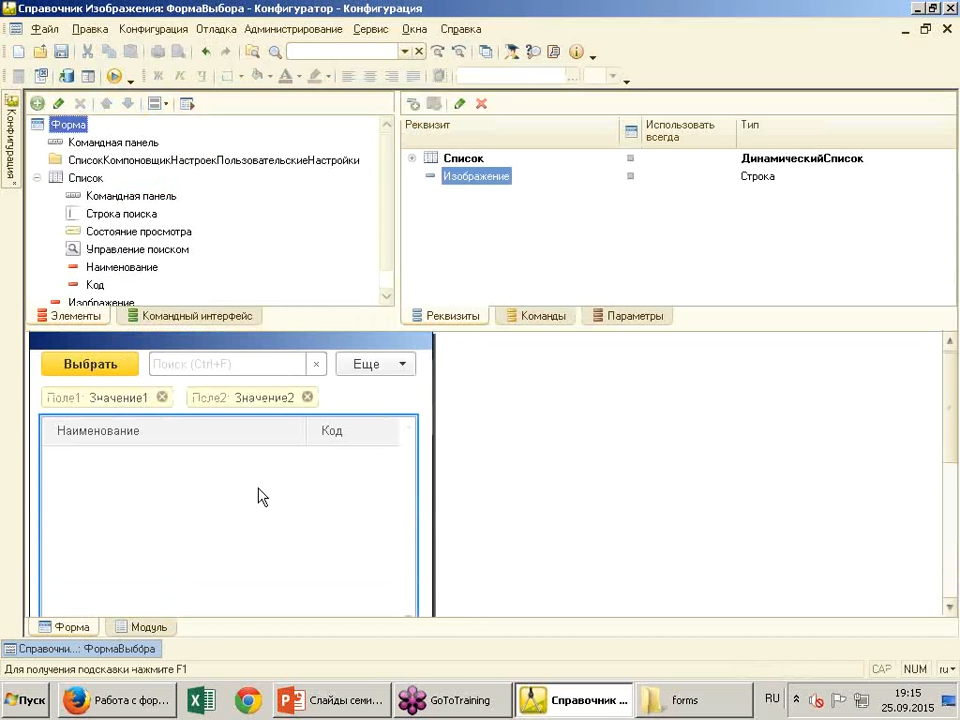 Справочник Изображения: ФормаВыбора - Конфигуратор - Конфигурация
Файл Правка Конфигурация Отладка Администрирование Сервис Окна Справка
Конфигурация
Форма
Командная панель
СписокКомпоновщикНастроекПользовательскиеНастройки
Список
Командная панель
Строка поиска
Состояние просмотра
Управление поиском
Наименование
Код
Изображение
Элементы Командный интерфейс
Реквизит Использовать всегда Тип
Список ДинамическийСписок
Изображение Строка
Реквизиты Команды Параметры
Выбрать Поиск (Ctrl+F) × Еще
Поле1: Значение1 Поле2: Значение2
Наименование Код
Форма Модуль
Справочни...: ФормаВыбора
Для получения подсказки нажмите F1 CAP NUM ru
Пуск Работа с фор... Слайды семи... GoToTraining Справочник ... forms RU 19:15
25.09.2015